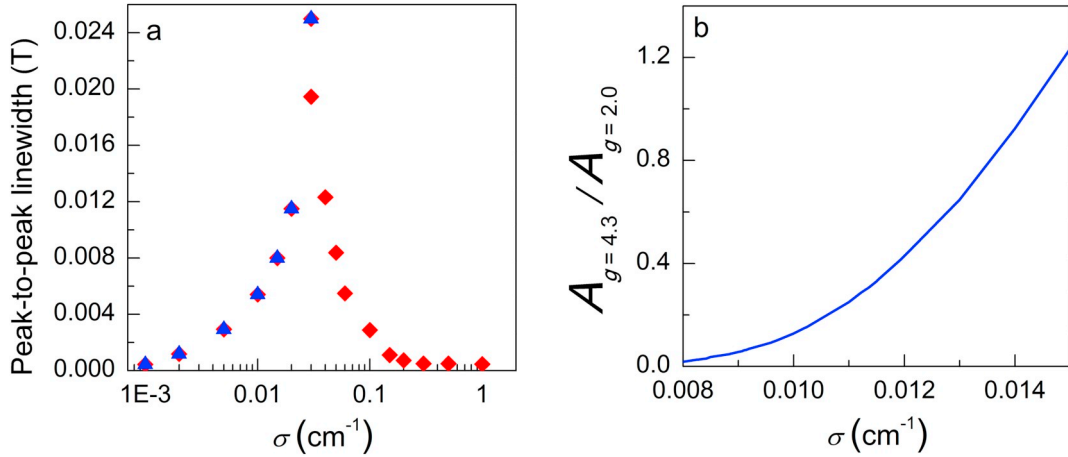 a
Peak-to-peak linewidth (T)
0.024
0.020
0.016
0.012
0.008
0.004
0.000
1E-3
0.01
0.1
1
σ (cm⁻¹)
b
A g = 4.3 / A g = 2.0
1.2
0.8
0.4
0.0
0.008
0.010
0.012
0.014
σ (cm⁻¹)